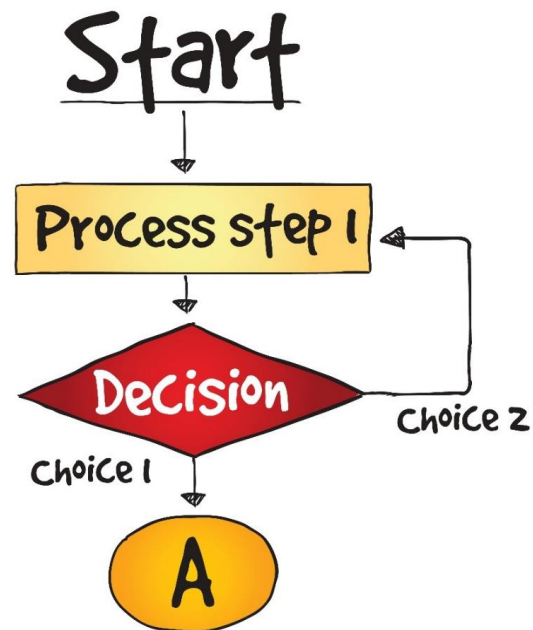 Start
Process step 1
Decision
Choice 2
Choice 1
A